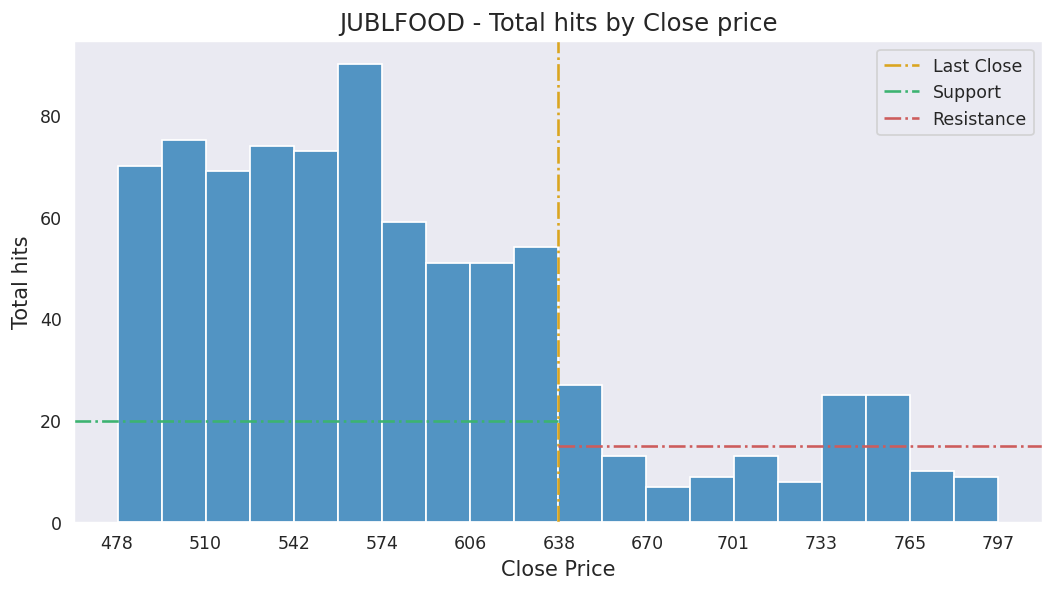 JUBLFOOD - Total hits by Close price
Last Close
Support
Resistance
Total hits
80
60
40
20
0
478 510 542 574 606 638 670 701 733 765 797
Close Price